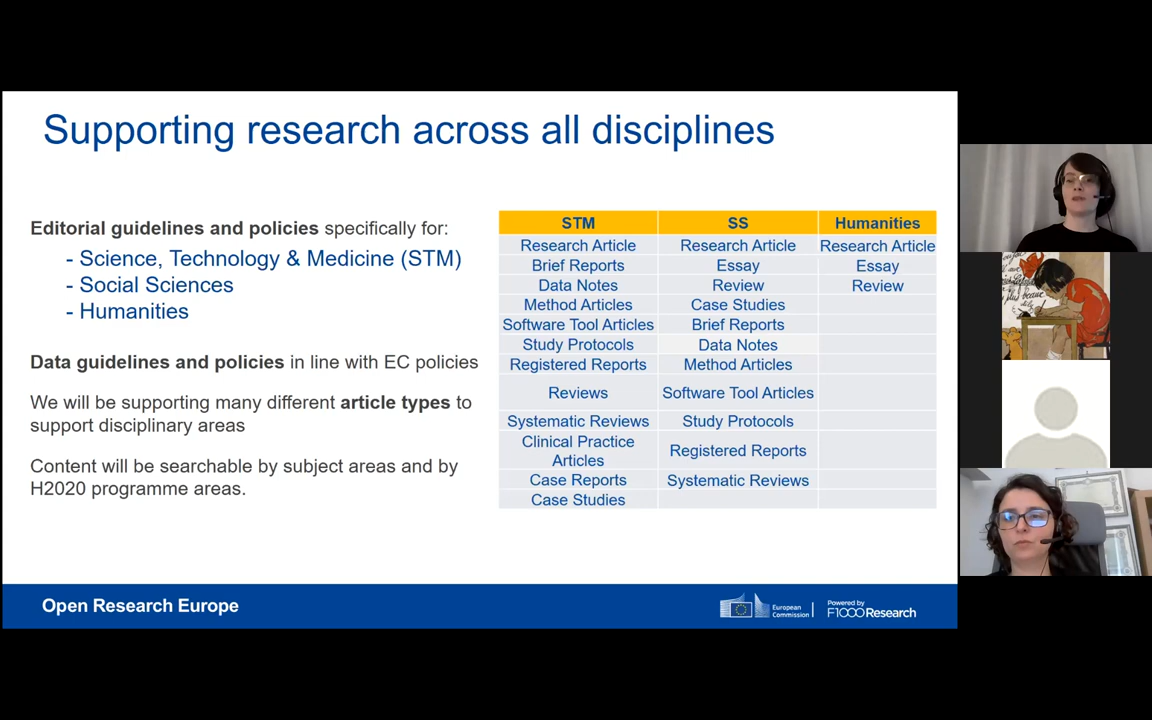 Supporting research across all disciplines
Editorial guidelines and policies specifically for:
- Science, Technology & Medicine (STM)
- Social Sciences
- Humanities
Data guidelines and policies in line with EC policies
We will be supporting many different article types to
support disciplinary areas
Content will be searchable by subject areas and by
H2020 programme areas.
STM SS Humanities
Research Article Research Article Research Article
Brief Reports Essay Essay
Data Notes Review Review
Method Articles Case Studies
Software Tool Articles Brief Reports
Study Protocols Data Notes
Registered Reports Method Articles
Reviews Software Tool Articles
Systematic Reviews Study Protocols
Clinical Practice
Articles Registered Reports
Case Reports Systematic Reviews
Case Studies
Open Research Europe
European
Commission
Powered by
F1000Research